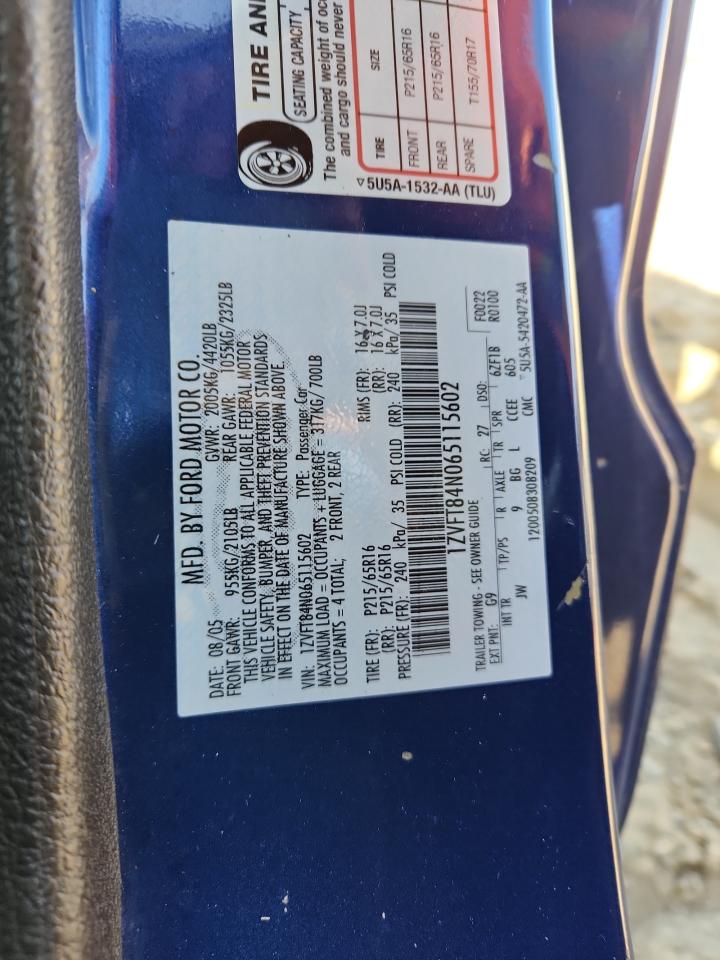 MFD. BY FORD MOTOR CO.
DATE: 08/05 GVWR: 2005KG/4420LB
FRONT GAWR: 955KG/2105LB REAR GAWR: 1055KG/2325LB
THIS VEHICLE CONFORMS TO ALL APPLICABLE FEDERAL MOTOR
VEHICLE SAFETY, BUMPER, AND THEFT PREVENTION STANDARDS
IN EFFECT ON THE DATE OF MANUFACTURE SHOWN ABOVE.
VIN: 1ZVFT84N065115602 TYPE: Passenger Car
MAXIMUM LOAD = OCCUPANTS + LUGGAGE = 317KG/ 700LB
OCCUPANTS = 4 TOTAL: 2 FRONT, 2 REAR
TIRE (FR): P215/65R16 RIMS (FR): 16 X 7.0J
(RR): P215/65R16 (RR): 16 X 7.0J
PRESSURE (FR): 240 kPa/ 35 PSI COLD (RR): 240 kPa/ 35 PSI COLD
1ZVFT84N065115602
TRAILER TOWING - SEE OWNER GUIDE
EXT PNT: G9 RC: 27 DSO: F0022
INT TR TP/PS R AXLE TR SPR 6ZF1B R0100
JW 9 BG L CCEE 605
1200508308209 CMC ▽5U5A-5420472-AA
TIRE AN
SEATING CAPACITY
The combined weight of occ
and cargo should never
TIRE SIZE
FRONT P215/65R16
REAR P215/65R16
SPARE T155/70R17
▽5U5A-1532-AA (TLU)